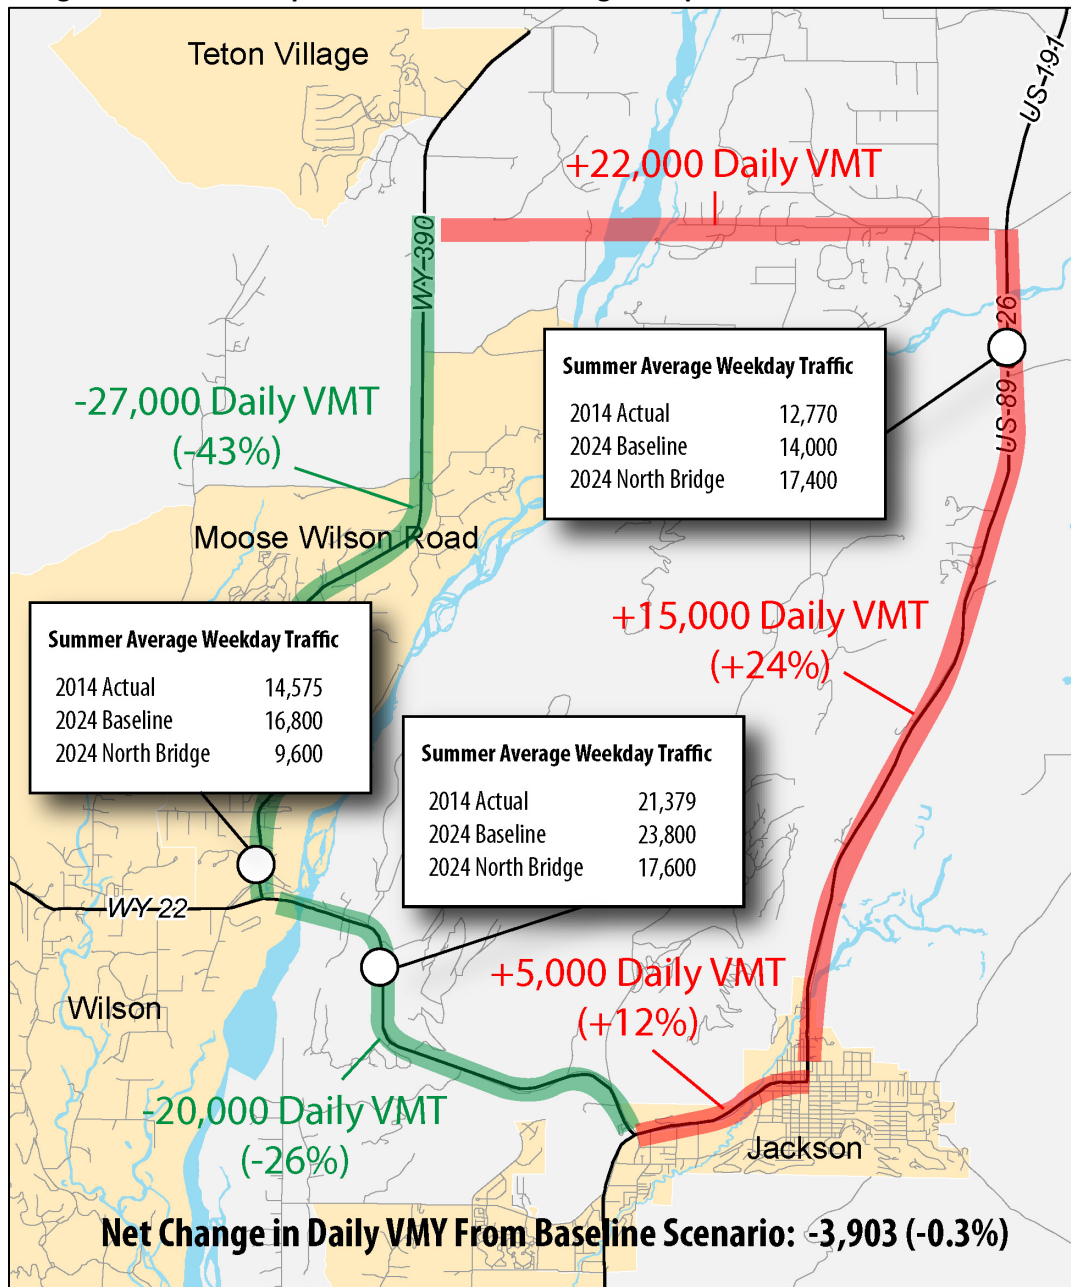 Teton Village
US-191
+22,000 Daily VMT
WY-390
US-89
26
Summer Average Weekday Traffic
2014 Actual 12,770
2024 Baseline 14,000
2024 North Bridge 17,400
-27,000 Daily VMT
(-43%)
Moose Wilson Road
+15,000 Daily VMT
(+24%)
Summer Average Weekday Traffic
2014 Actual 14,575
2024 Baseline 16,800
2024 North Bridge 9,600
Summer Average Weekday Traffic
2014 Actual 21,379
2024 Baseline 23,800
2024 North Bridge 17,600
WY-22
Wilson
+5,000 Daily VMT
(+12%)
-20,000 Daily VMT
(-26%)
Jackson
Net Change in Daily VMY From Baseline Scenario: -3,903 (-0.3%)